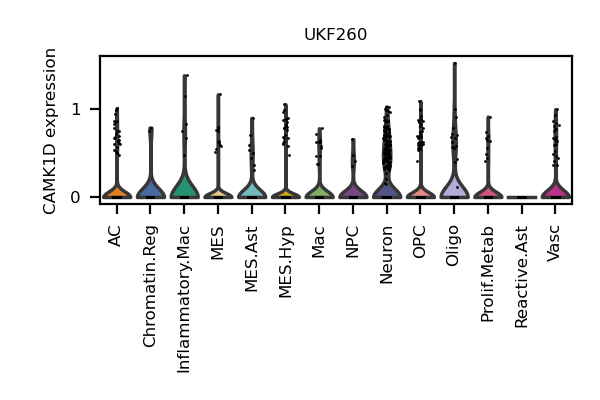 UKF260
CAMK1D expression
1
0
AC
Chromatin.Reg
Inflammatory.Mac
MES
MES.Ast
MES.Hyp
Mac
NPC
Neuron
OPC
Oligo
Prolif.Metab
Reactive.Ast
Vasc